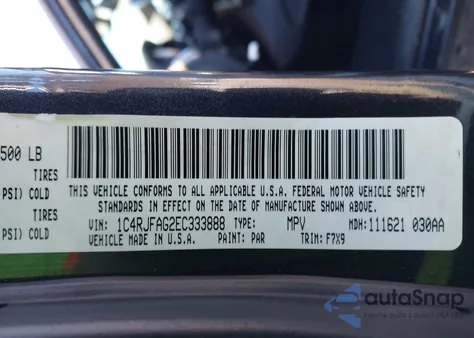 500 LB
TIRES
PSI) COLD
THIS VEHICLE CONFORMS TO ALL APPLICABLE U.S.A. FEDERAL MOTOR VEHICLE SAFETY
TIRES
STANDARDS IN EFFECT ON THE DATE OF MANUFACTURE SHOWN ABOVE.
PSI) COLD
VIN: 1C4RJFAG2EC333888 TYPE: MPV MDH: 111621 030AA
VEHICLE MADE IN U.S.A. PAINT: PAR TRIM: F7X9
autoSnap